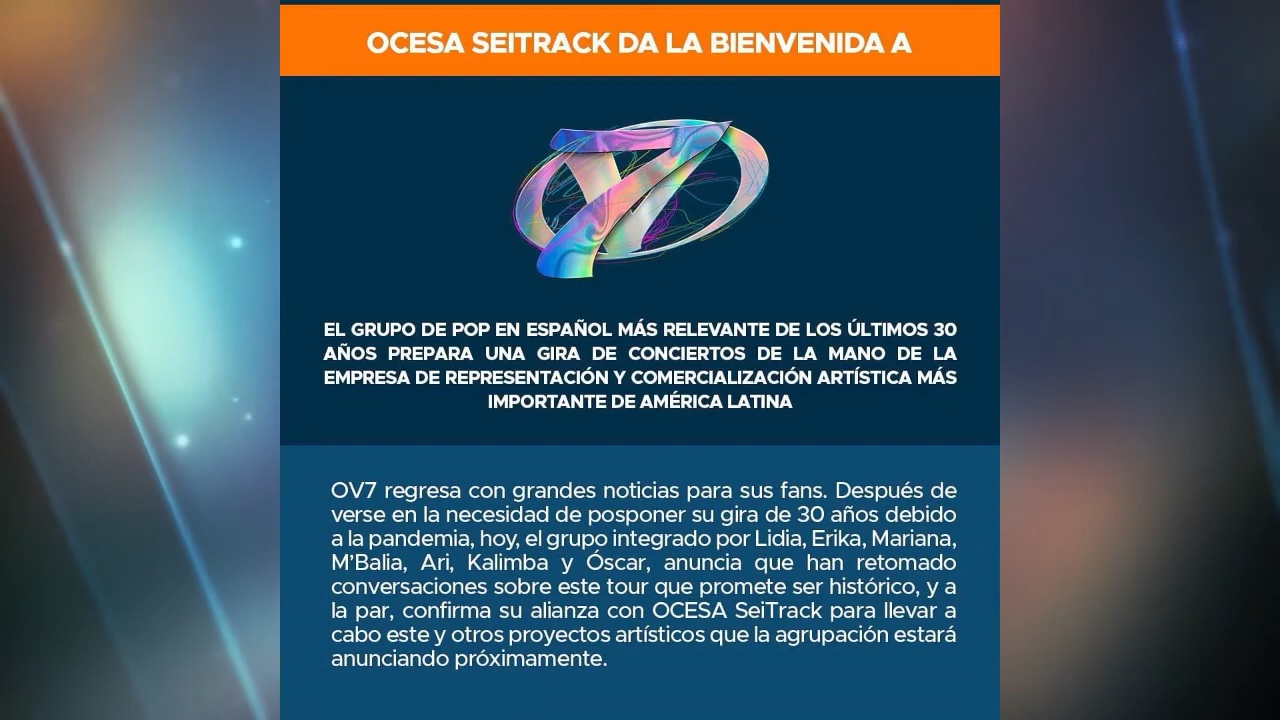 OCESA SEITRACK DA LA BIENVENIDA A
OV7
EL GRUPO DE POP EN ESPAÑOL MÁS RELEVANTE DE LOS ÚLTIMOS 30
AÑOS PREPARA UNA GIRA DE CONCIERTOS DE LA MANO DE LA
EMPRESA DE REPRESENTACIÓN Y COMERCIALIZACIÓN ARTÍSTICA MÁS
IMPORTANTE DE AMÉRICA LATINA
OV7 regresa con grandes noticias para sus fans. Después de
verse en la necesidad de posponer su gira de 30 años debido
a la pandemia, hoy, el grupo integrado por Lidia, Erika, Mariana,
M’Balia, Ari, Kalimba y Óscar, anuncia que han retomado
conversaciones sobre este tour que promete ser histórico, y a
la par, confirma su alianza con OCESA SeiTrack para llevar a
cabo este y otros proyectos artísticos que la agrupación estará
anunciando próximamente.